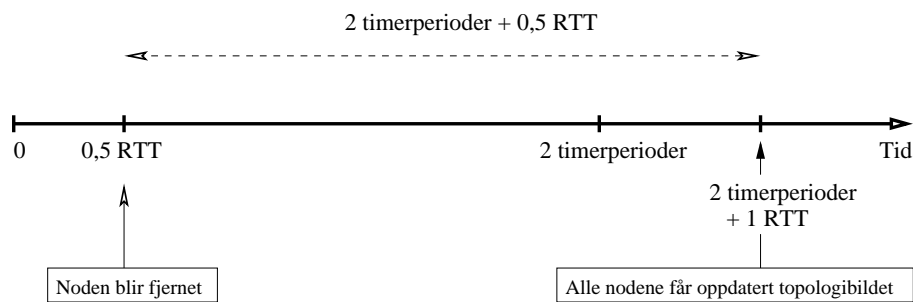 2 timerperioder + 0,5 RTT
0
0,5 RTT
2 timerperioder
Tid
2 timerperioder
+ 1 RTT
Noden blir fjernet
Alle nodene får oppdatert topologibildet